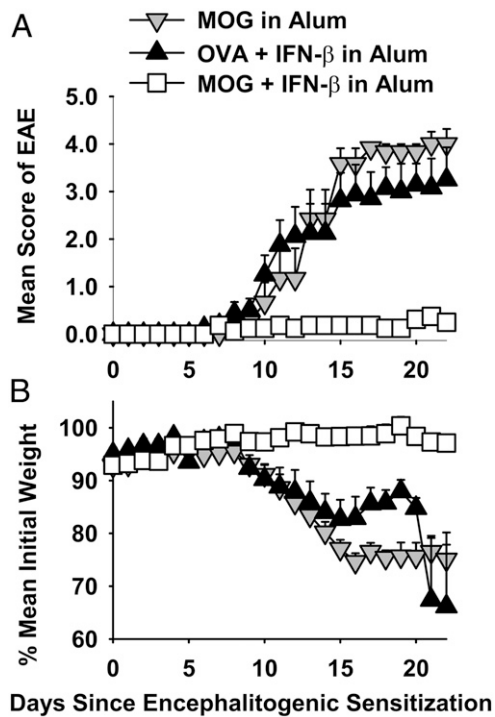 A
MOG in Alum
OVA + IFN-β in Alum
MOG + IFN-β in Alum
Mean Score of EAE
5.0
4.0
3.0
2.0
1.0
0.0
0 5 10 15 20
B
% Mean Initial Weight
100
90
80
70
60
0 5 10 15 20
Days Since Encephalitogenic Sensitization